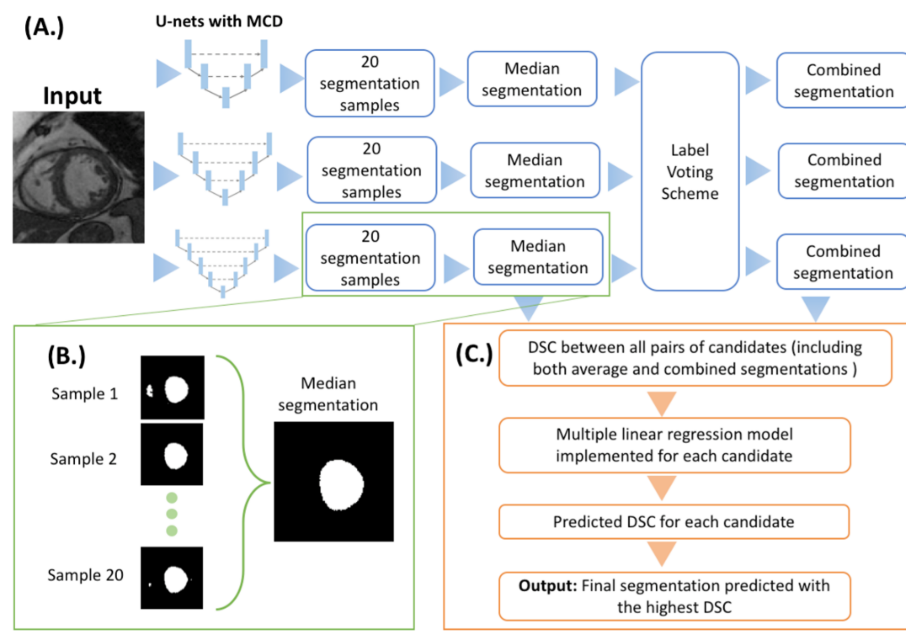 (A.)
U-nets with MCD
Input
20
segmentation
samples
Median
segmentation
Combined
segmentation
20
segmentation
samples
Median
segmentation
Label
Voting
Scheme
Combined
segmentation
20
segmentation
samples
Median
segmentation
Combined
segmentation
(B.)
Sample 1
Sample 2
Sample 20
Median
segmentation
(C.)
DSC between all pairs of candidates (including
both average and combined segmentations )
Multiple linear regression model
implemented for each candidate
Predicted DSC for each candidate
Output: Final segmentation predicted with
the highest DSC